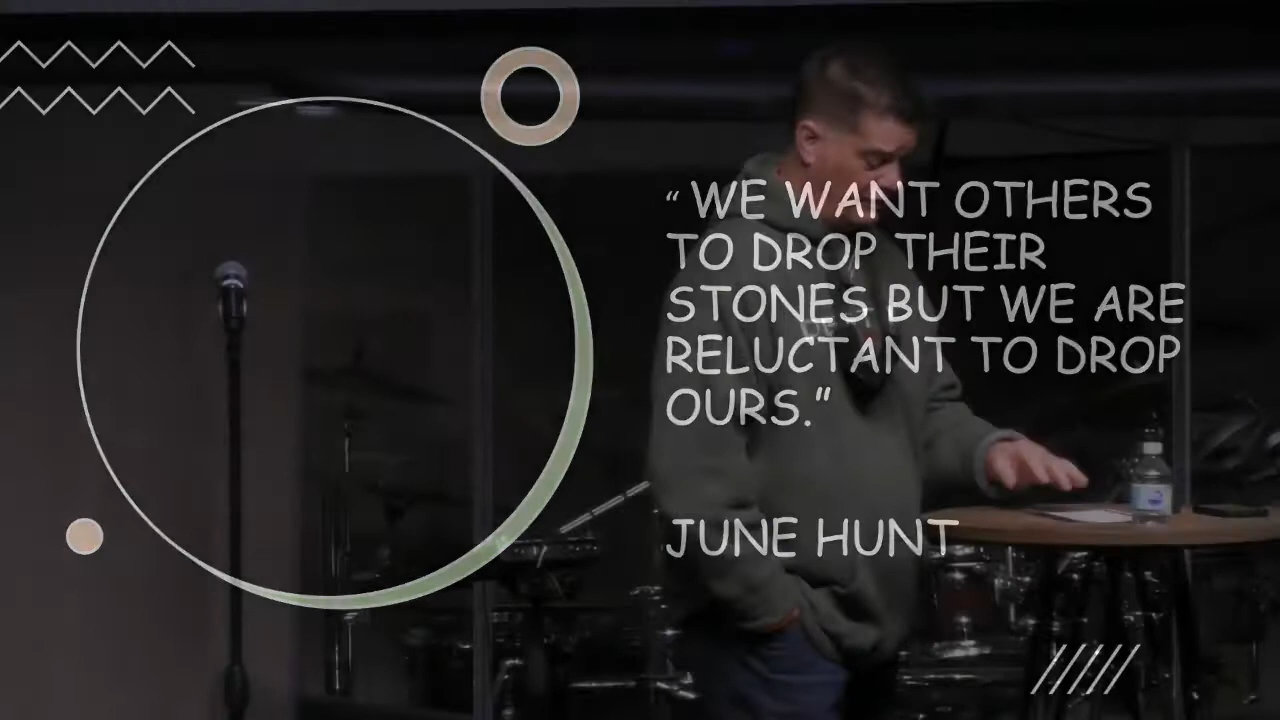 “WE WANT OTHERS
TO DROP THEIR
STONES BUT WE ARE
RELUCTANT TO DROP
OURS."
JUNE HUNT